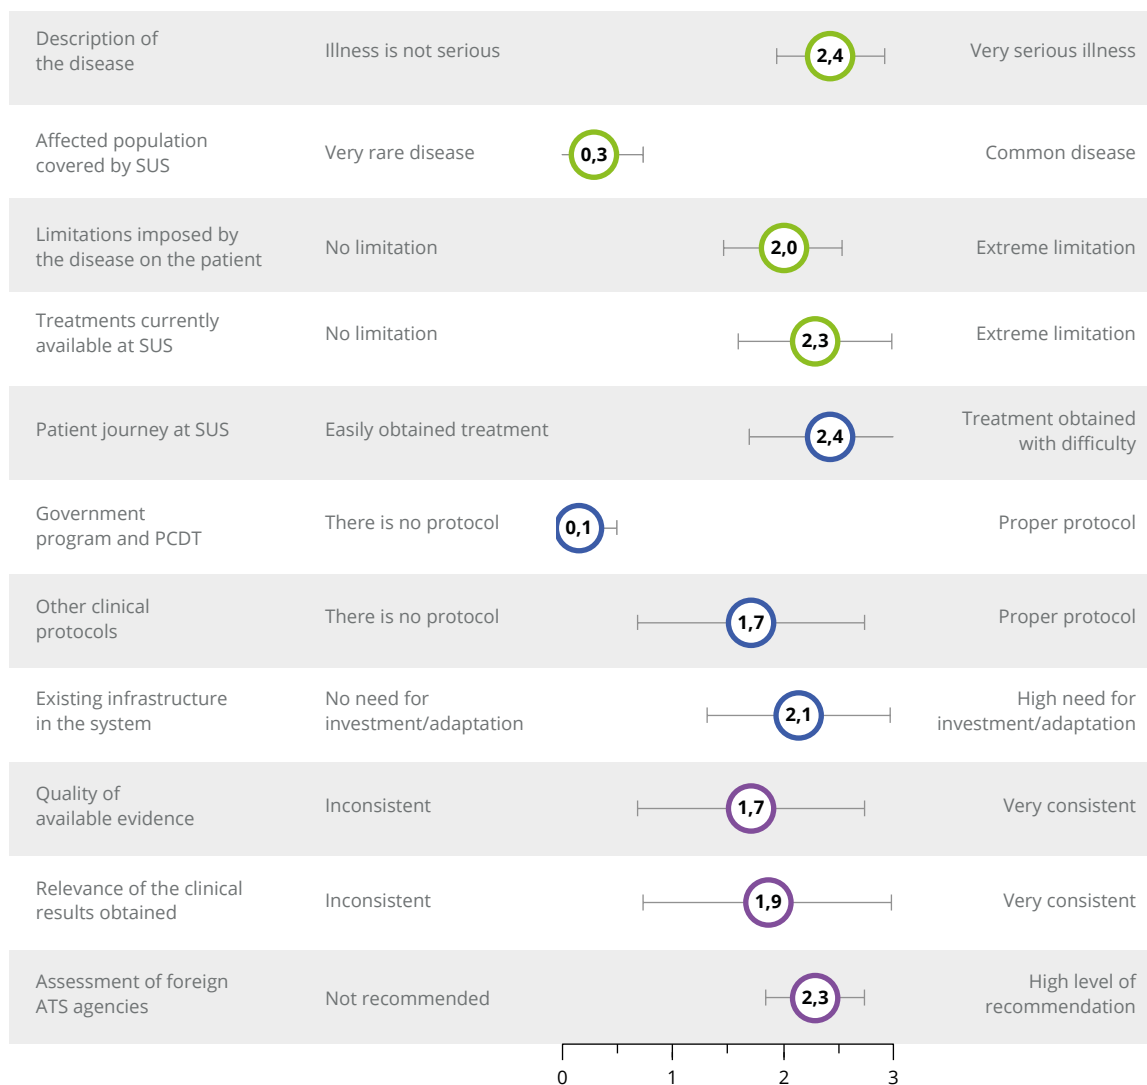 Description of
the disease
Illness is not serious
2,4
Very serious illness
Affected population
covered by SUS
Very rare disease
0,3
Common disease
Limitations imposed by
the disease on the patient
No limitation
2,0
Extreme limitation
Treatments currently
available at SUS
No limitation
2,3
Extreme limitation
Patient journey at SUS
Easily obtained treatment
2,4
Treatment obtained
with difficulty
Government
program and PCDT
There is no protocol
0,1
Proper protocol
Other clinical
protocols
There is no protocol
1,7
Proper protocol
Existing infrastructure
in the system
No need for
investment/adaptation
2,1
High need for
investment/adaptation
Quality of
available evidence
Inconsistent
1,7
Very consistent
Relevance of the clinical
results obtained
Inconsistent
1,9
Very consistent
Assessment of foreign
ATS agencies
Not recommended
2,3
High level of
recommendation
0 1 2 3